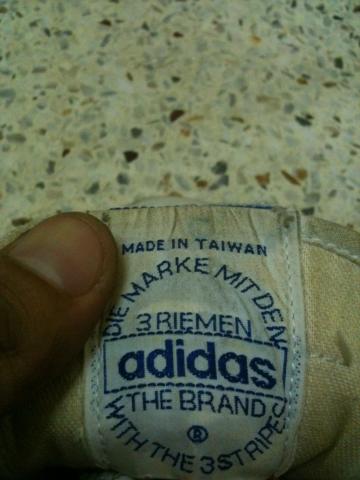 MADE IN TAIWAN
DIE MARKE MIT DEN
3 RIEMEN
adidas
THE BRAND
®
WITH THE 3 STRIPES